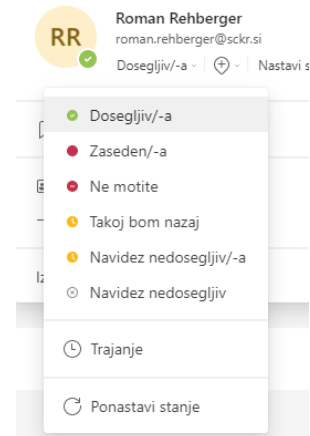 RR
Roman Rehberger
roman.rehberger@sckr.si
Dosegljiv/-a
Nastavi s
Dosegljiv/-a
Zaseden/-a
Ne motite
Takoj bom nazaj
Navidez nedosegljiv/-a
Navidez nedosegljiv
Iz
Trajanje
Ponastavi stanje